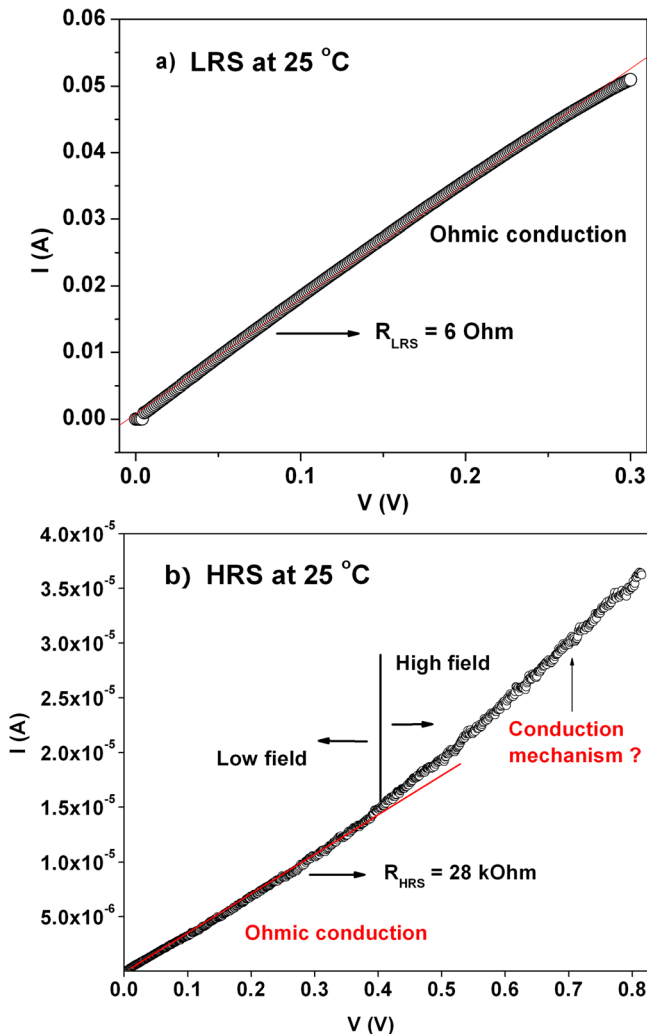 0.06
a) LRS at 25 °C
0.05
0.04
0.03
I (A)
Ohmic conduction
0.02
R_LRS = 6 Ohm
0.01
0.00
0.0 0.1 0.2 0.3
V (V)
4.0x10⁻⁵
b) HRS at 25 °C
3.5x10⁻⁵
3.0x10⁻⁵
High field
2.5x10⁻⁵
I (A)
Conduction
mechanism ?
2.0x10⁻⁵
Low field
1.5x10⁻⁵
1.0x10⁻⁵
R_HRS = 28 kOhm
5.0x10⁻⁶
Ohmic conduction
0.0 0.1 0.2 0.3 0.4 0.5 0.6 0.7 0.8
V (V)